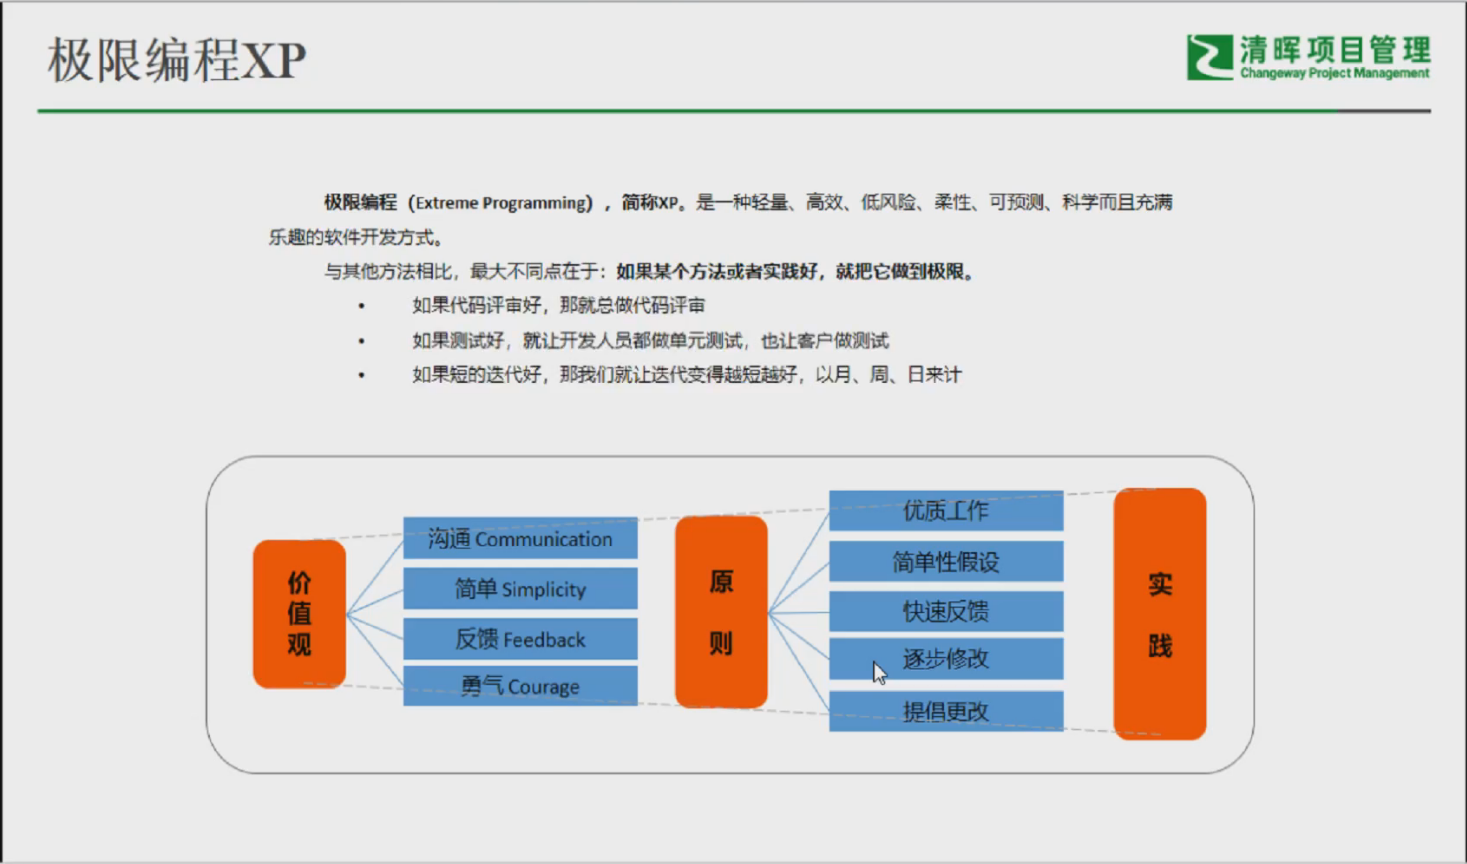 极限编程XP
清晖项目管理
Changeway Project Management
极限编程（Extreme Programming），简称XP。是一种轻量、高效、低风险、柔性、可预测、科学而且充满
乐趣的软件开发方式。
与其他方法相比，最大不同点在于：如果某个方法或者实践好，就把它做到极限。
• 如果代码评审好，那就总做代码评审
• 如果测试好，就让开发人员都做单元测试，也让客户做测试
• 如果短的迭代好，那我们就让迭代变得越短越好，以月、周、日来计
价值观
沟通 Communication
简单 Simplicity
反馈 Feedback
勇气 Courage
原则
优质工作
简单性假设
快速反馈
逐步修改
提倡更改
实践